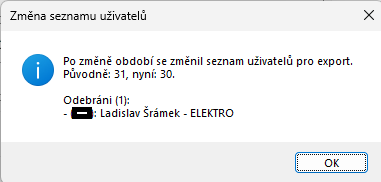 Změna seznamu uživatelů
Po změně období se změnil seznam uživatelů pro export.
Původně: 31, nyní: 30.
Odebráni (1):
- : Ladislav Šrámek - ELEKTRO
OK